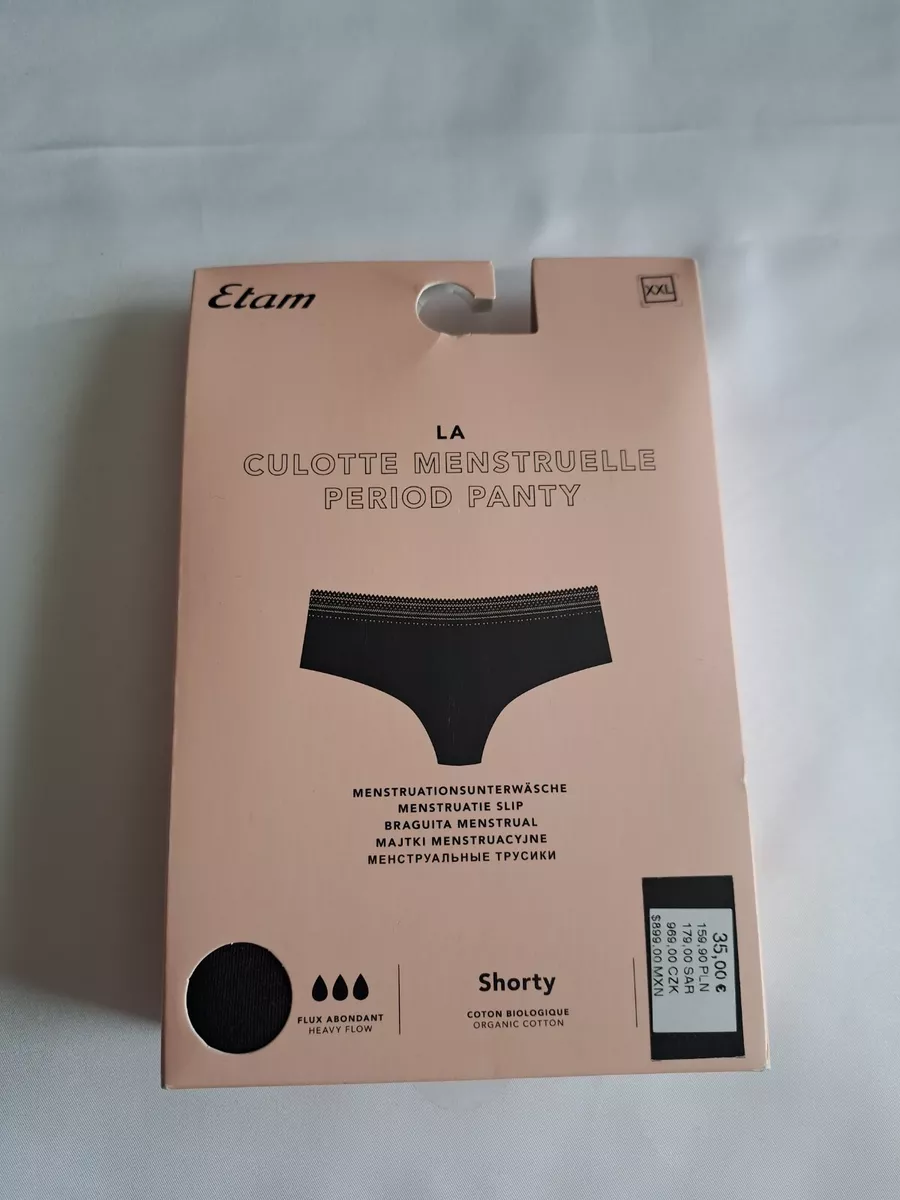 Etam
XXL
LA
CULOTTE MENSTRUELLE
PERIOD PANTY
MENSTRUATIONSUNTERWÄSCHE
MENSTRUATIE SLIP
BRAGUITA MENSTRUAL
MAJTKI MENSTRUACYJNE
МЕНСТРУАЛЬНЫЕ ТРУСИКИ
FLUX ABONDANT
HEAVY FLOW
Shorty
COTON BIOLOGIQUE
ORGANIC COTTON
35,00 €
159,90 PLN
179,00 SAR
969,00 CZK
$899,00 MXN